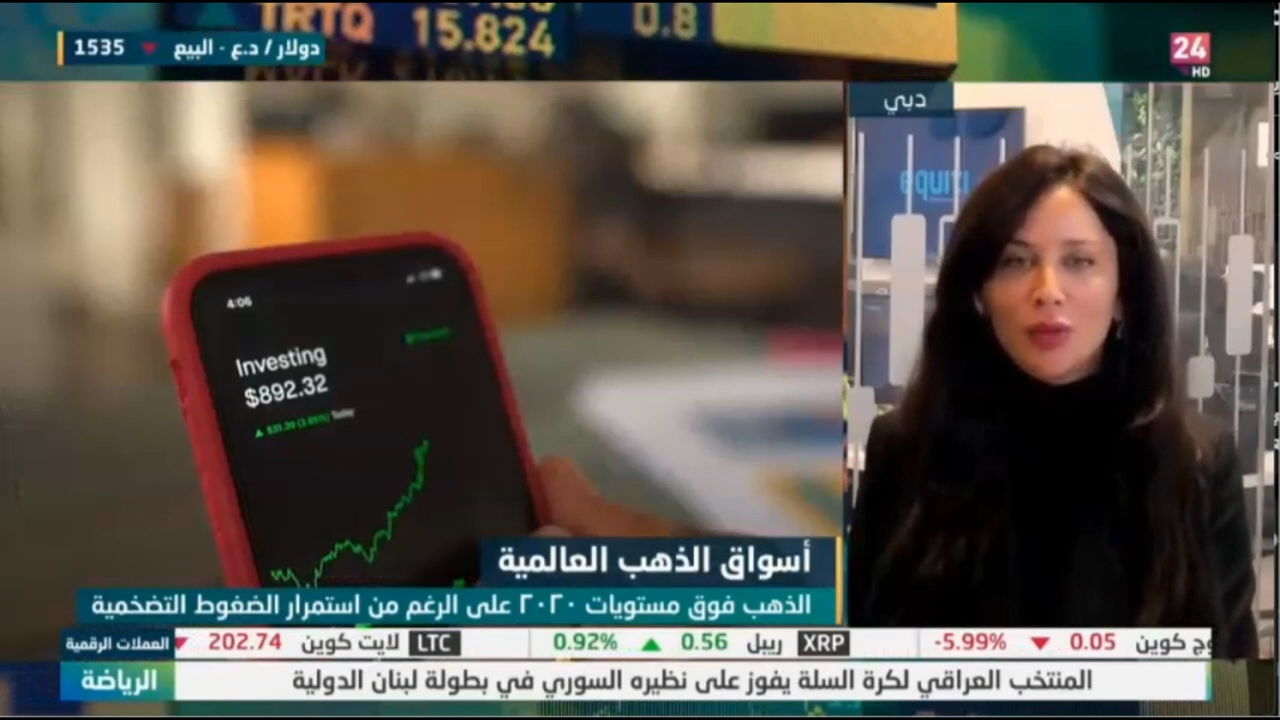 TRTQ 15.824 0.8
دولار / د.ع - البيع 1535
24
HD
دبي
equiti
4:06
Investing
$892.32
Today
أسواق الذهب العالمية
الذهب فوق مستويات ٢٠٢٠ على الرغم من استمرار الضغوط التضخمية
العملات الرقمية 202.74 لايت كوين LTC 0.92% 0.56 ريبل XRP -5.99% 0.05 وج كوين
الرياضة المنتخب العراقي لكرة السلة يفوز على نظيره السوري في بطولة لبنان الدولية